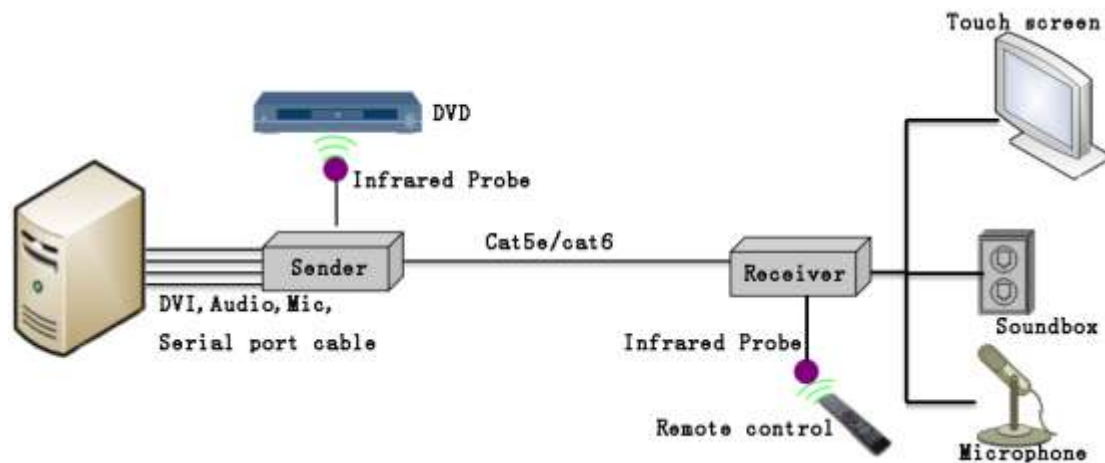 Touch screen
DVD
Infrared Probe
Cat5e/cat6
Sender
Receiver
DVI,Audio,Mic,
Serial port cable
Soundbox
Infrared Probe
Remote control
Microphone